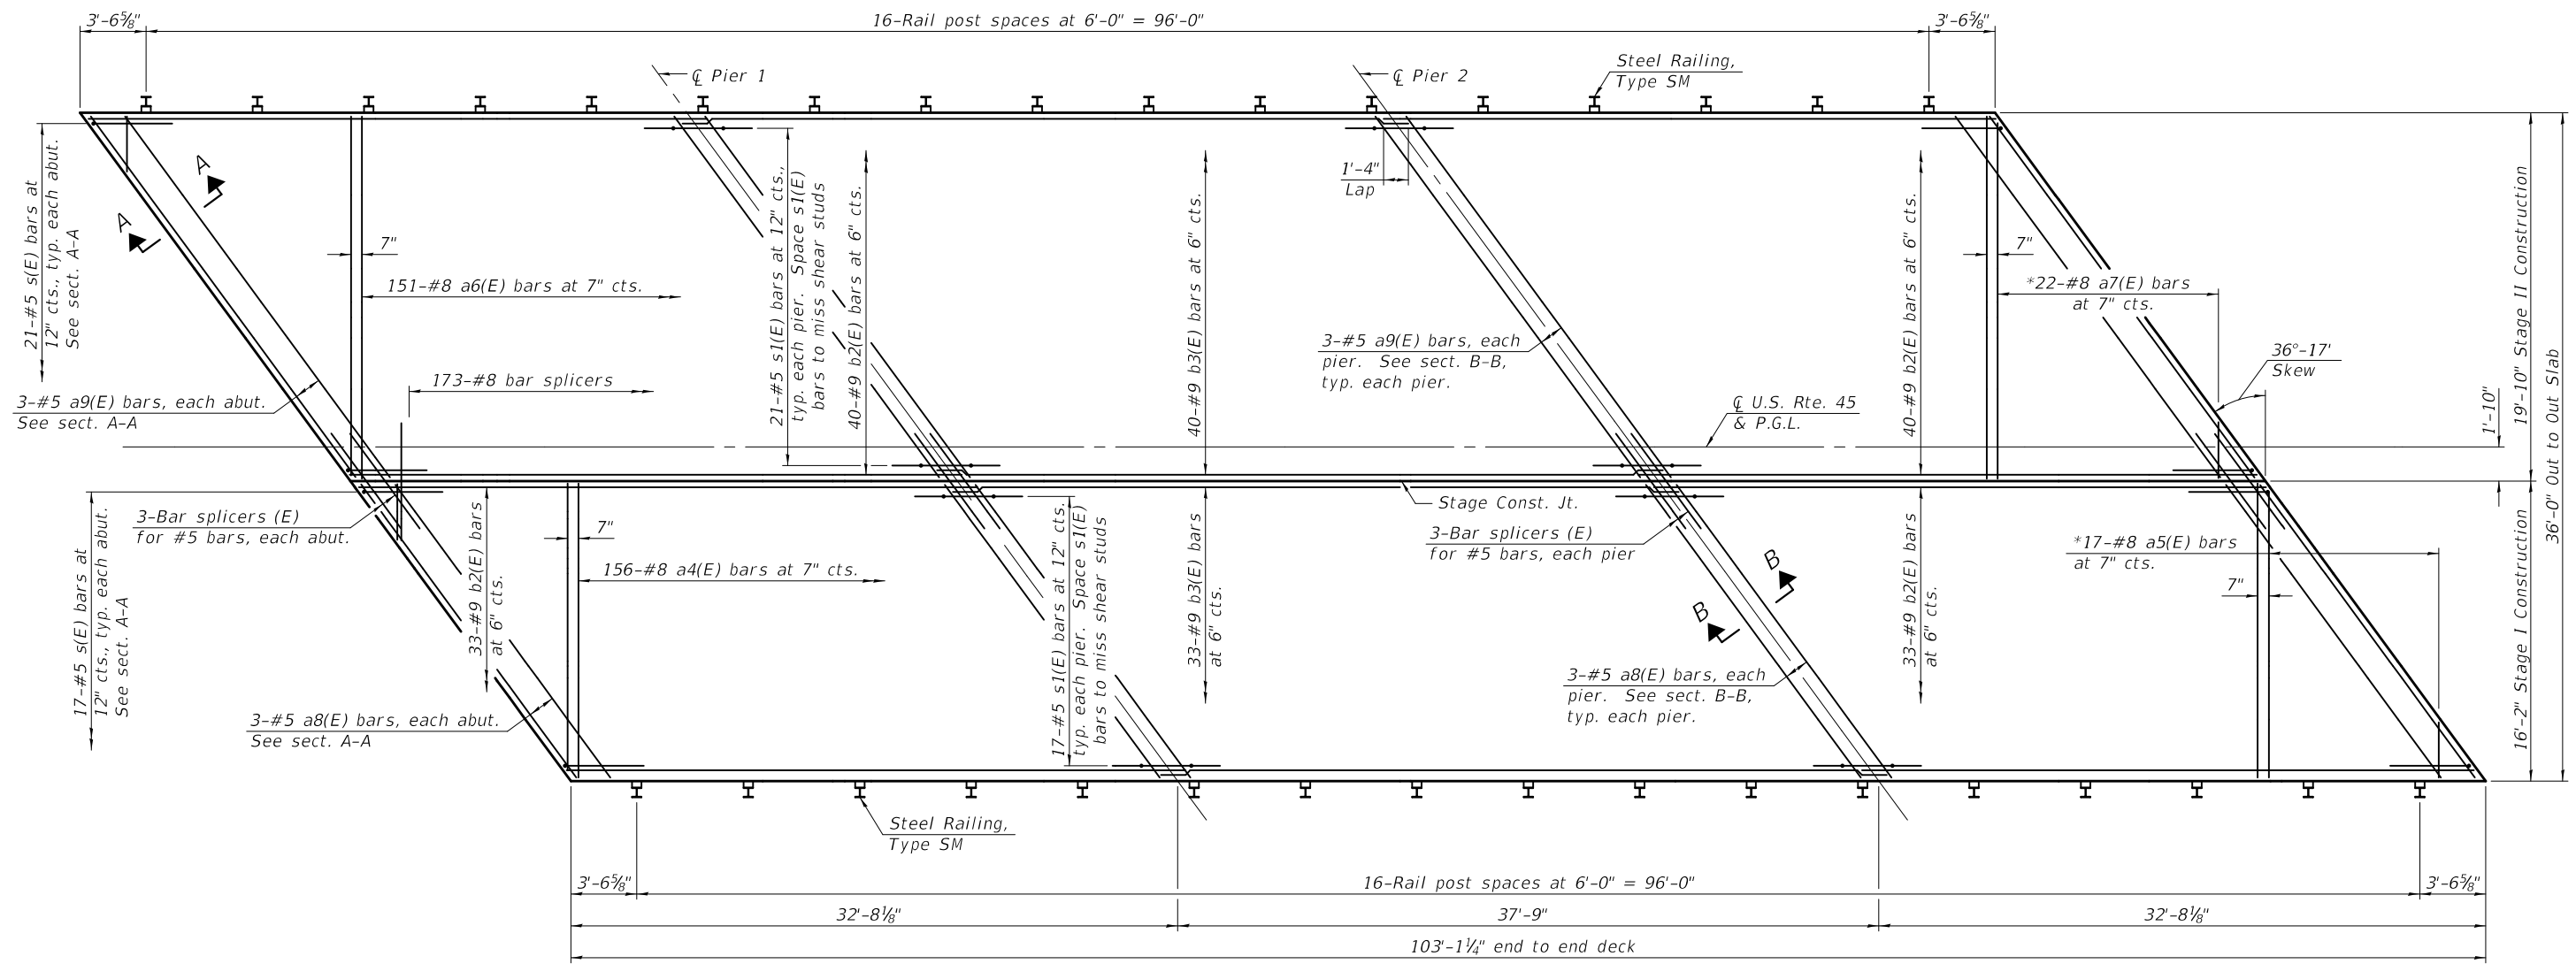 3'-6⅝"
16-Rail post spaces at 6'-0" = 96'-0"
3'-6⅝"
℄ Pier 1
℄ Pier 2
Steel Railing,
Type SM
21-#5 s(E) bars at
12" cts., typ. each abut.
See sect. A-A
A
A
7"
151-#8 a6(E) bars at 7" cts.
173-#8 bar splicers
3-#5 a9(E) bars, each abut.
See sect. A-A
21-#5 s1(E) bars at 12" cts.,
typ. each pier. Space s1(E)
bars to miss shear studs
40-#9 b2(E) bars at 6" cts.
40-#9 b3(E) bars at 6" cts.
1'-4"
Lap
3-#5 a9(E) bars, each
pier. See sect. B-B,
typ. each pier.
℄ U.S. Rte. 45
& P.G.L.
40-#9 b2(E) bars at 6" cts.
7"
*22-#8 a7(E) bars
at 7" cts.
36°-17'
Skew
1'-10"
19'-10" Stage II Construction
36'-0" Out to Out Slab
17-#5 s(E) bars at
12" cts., typ. each abut.
See sect. A-A
3-Bar splicers (E)
for #5 bars, each abut.
33-#9 b2(E) bars
at 6" cts.
7"
156-#8 a4(E) bars at 7" cts.
3-#5 a8(E) bars, each abut.
See sect. A-A
17-#5 s1(E) bars at 12" cts.
typ. each pier. Space s1(E)
bars to miss shear studs
33-#9 b3(E) bars
at 6" cts.
Stage Const. Jt.
3-Bar splicers (E)
for #5 bars, each pier
B
B
3-#5 a8(E) bars, each
pier. See sect. B-B,
typ. each pier.
33-#9 b2(E) bars
at 6" cts.
*17-#8 a5(E) bars
at 7" cts.
7"
16'-2" Stage I Construction
Steel Railing,
Type SM
3'-6⅝"
16-Rail post spaces at 6'-0" = 96'-0"
3'-6⅝"
32'-8⅛"
37'-9"
32'-8⅛"
103'-1¼" end to end deck